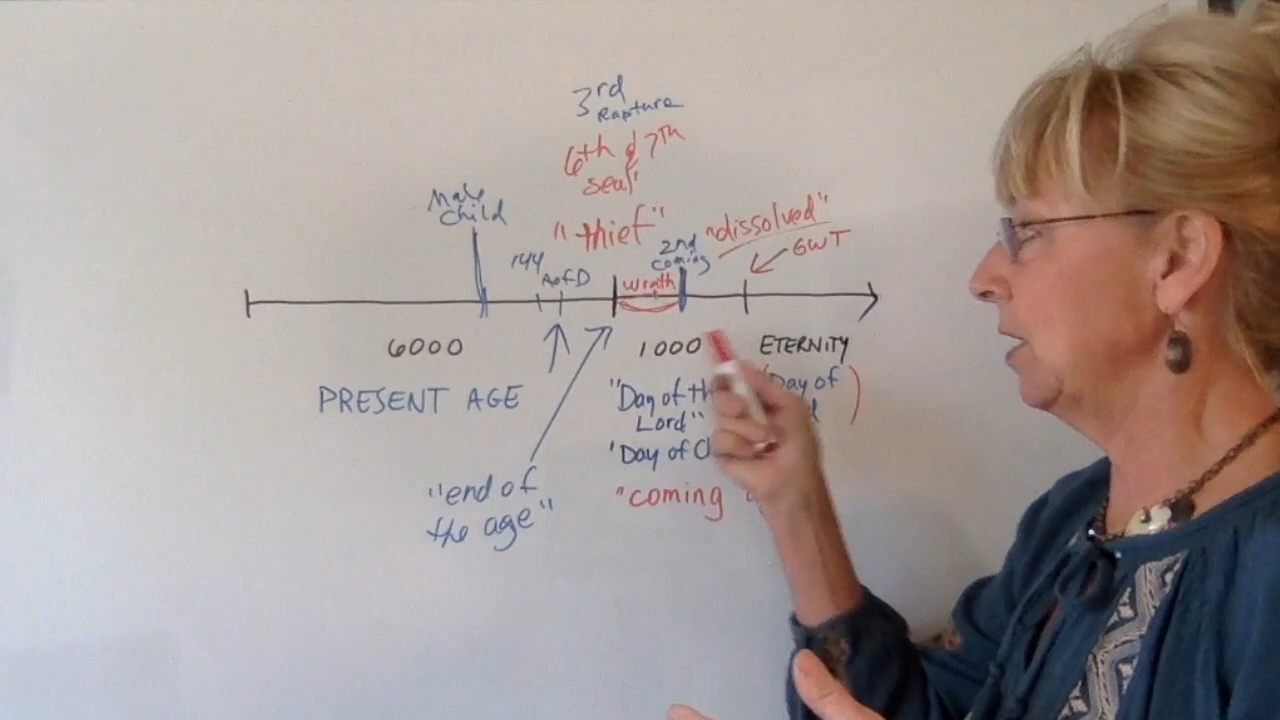 3rd
Rapture
6th & 7TH
seal"
Male
Child
"thief"
"dissolved"
2nd
coming
GWT
144
AofD
wrath
6000
1000
ETERNITY
PRESENT AGE
"Day of th
Lord"
(Day of
)
'Day of C
"end of
the age"
"coming